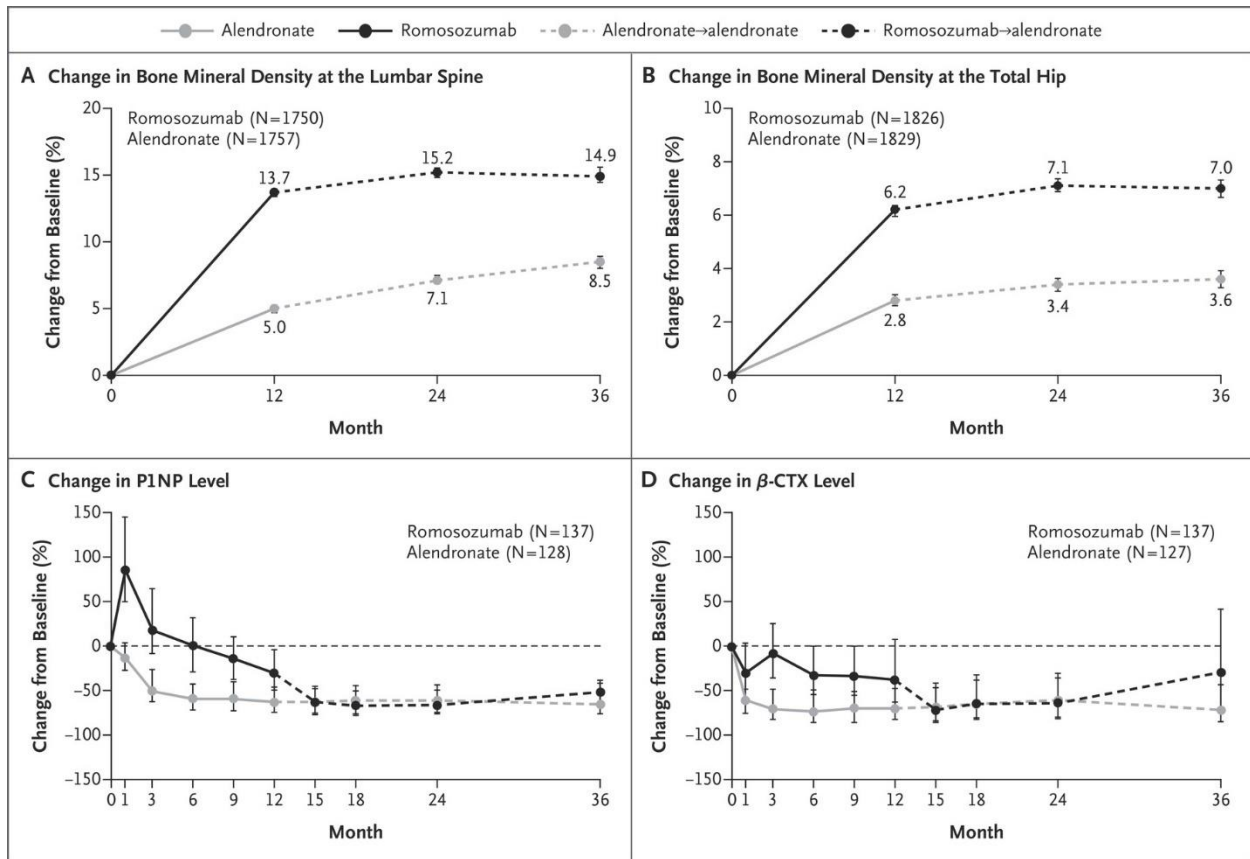 Alendronate Romosozumab Alendronate→alendronate Romosozumab→alendronate
A Change in Bone Mineral Density at the Lumbar Spine
Romosozumab (N=1750)
Alendronate (N=1757)
Change from Baseline (%)
20
15
10
5
0
13.7
15.2
14.9
5.0
7.1
8.5
0 12 24 36
Month
B Change in Bone Mineral Density at the Total Hip
Romosozumab (N=1826)
Alendronate (N=1829)
Change from Baseline (%)
10
8
6
4
2
0
6.2
7.1
7.0
2.8
3.4
3.6
0 12 24 36
Month
C Change in P1NP Level
Romosozumab (N=137)
Alendronate (N=128)
Change from Baseline (%)
150
100
50
0
−50
−100
−150
0 1 3 6 9 12 15 18 24 36
Month
D Change in β-CTX Level
Romosozumab (N=137)
Alendronate (N=127)
Change from Baseline (%)
150
100
50
0
−50
−100
−150
0 1 3 6 9 12 15 18 24 36
Month